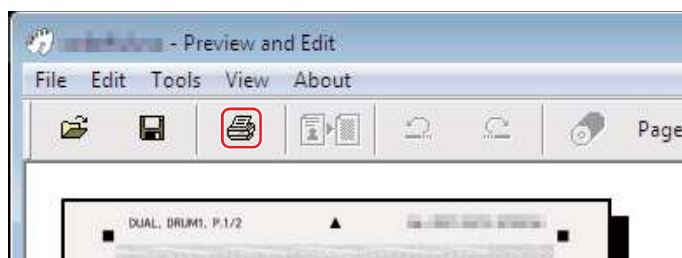 - Preview and Edit
File Edit Tools View About
Page
DUAL, DRUM1, P.1/2